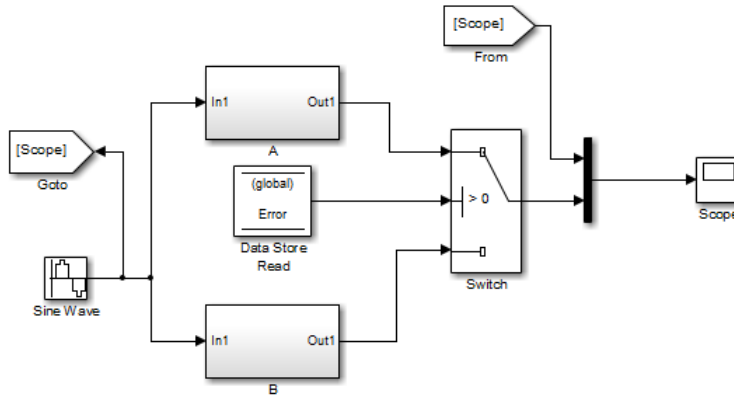 [Scope]
From
In1
Out1
A
[Scope]
Goto
(global)
Error
Data Store
Read
> 0
Switch
Scope
Sine Wave
In1
Out1
B